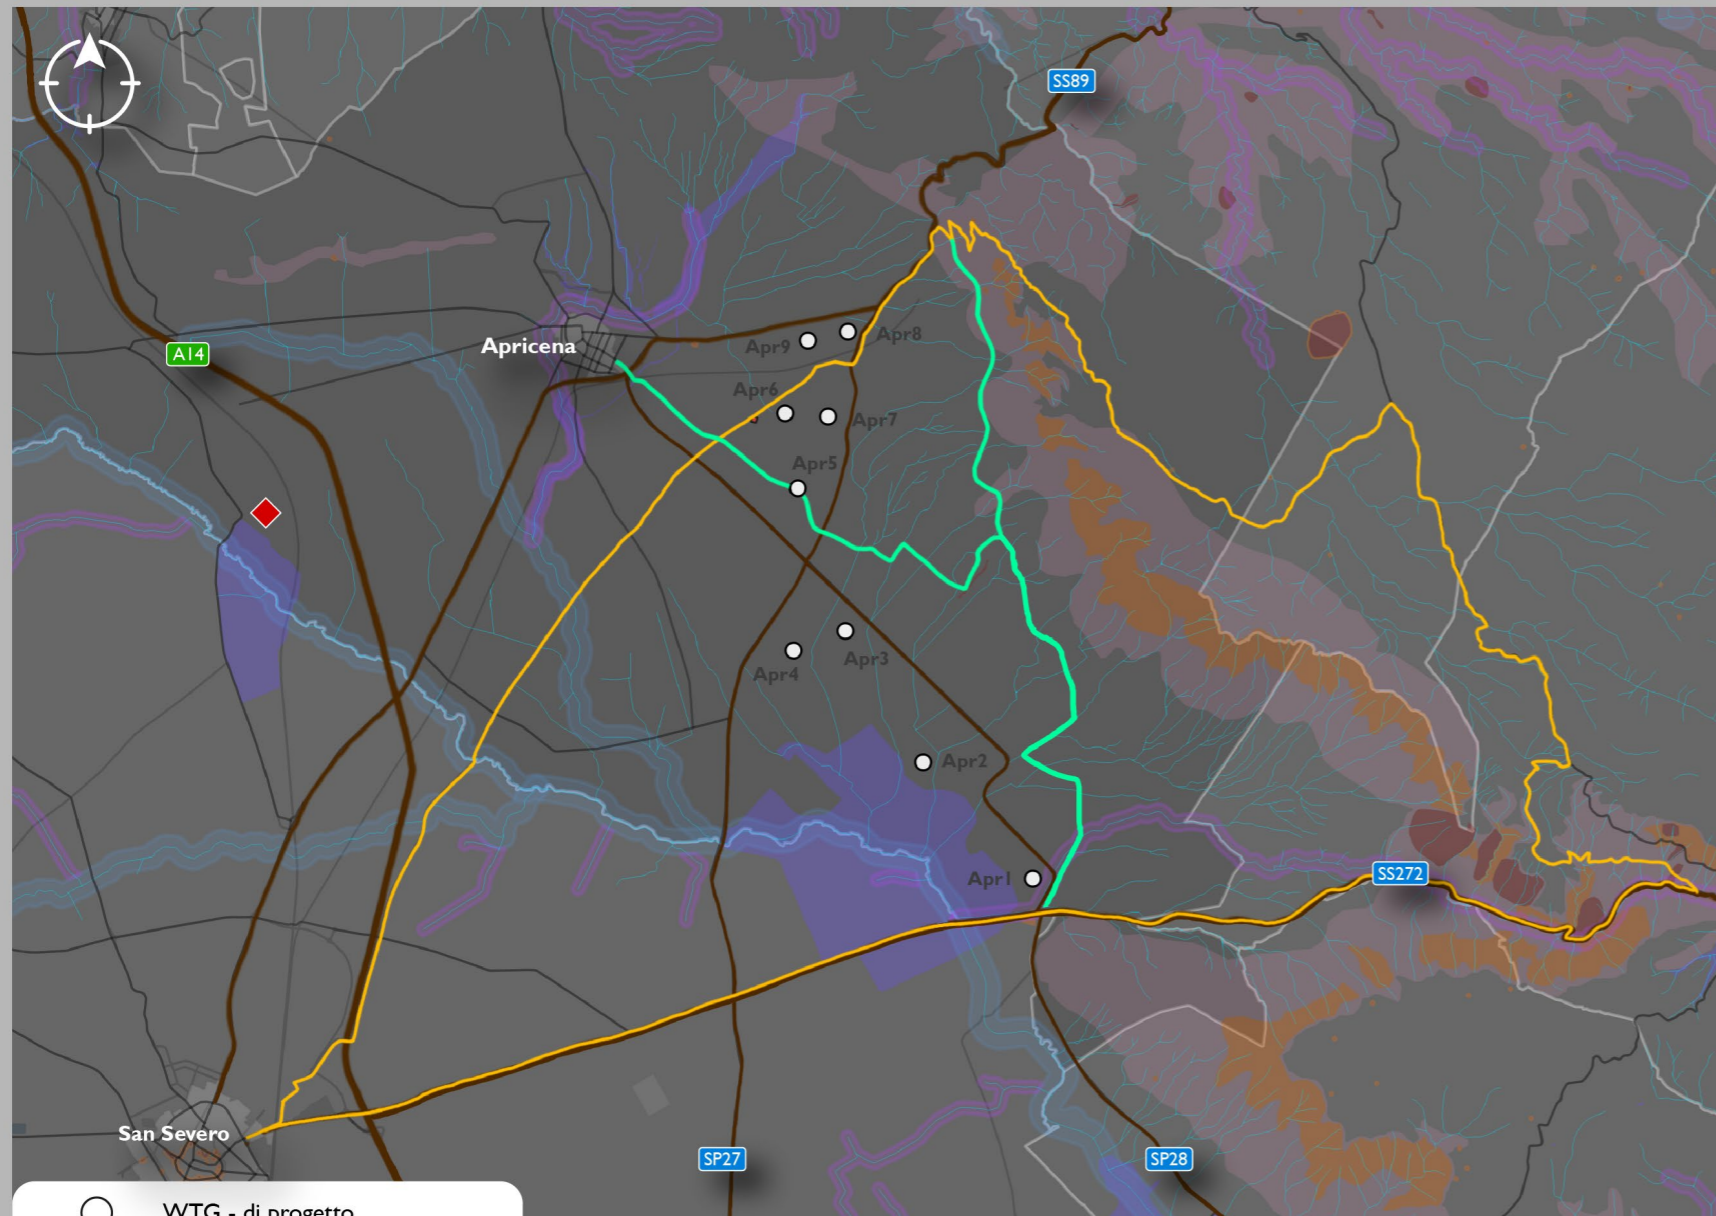 SS89
A14
Apricena
Apr9
Apr8
Apr6
Apr7
Apr5
Apr3
Apr4
Apr2
Apr1
SS272
San Severo
SP27
SP28
WTG - di progetto